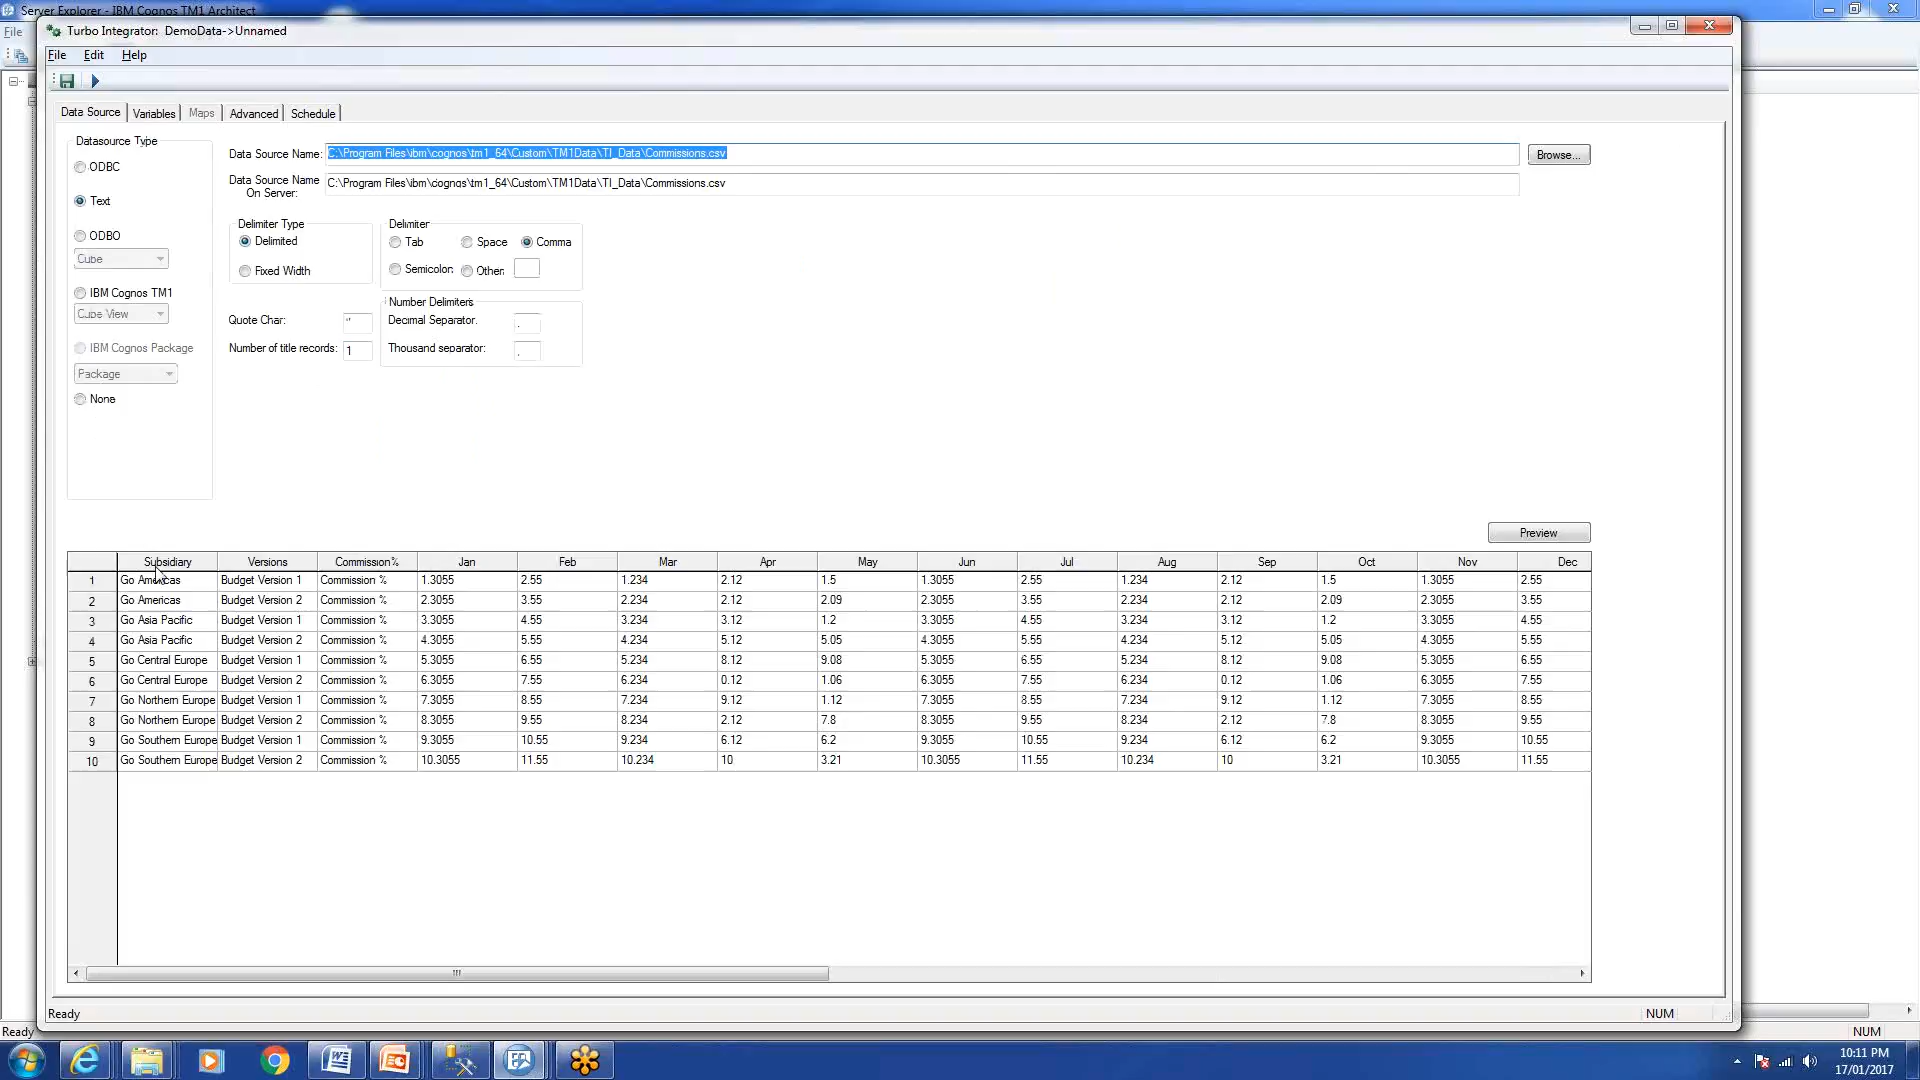 Server Explorer - IBM Cognos TM1 Architect
File
Turbo Integrator: DemoData->Unnamed
File Edit Help
Data Source Variables Maps Advanced Schedule
Datasource Type
ODBC
Text
ODBO
Cube
IBM Cognos TM1
Cube View
IBM Cognos Package
Package
None
Data Source Name: C:\Program Files\ibm\cognos\tm1_64\Custom\TM1Data\TI_Data\Commissions.csv Browse...
Data Source Name On Server: C:\Program Files\ibm\cognos\tm1_64\Custom\TM1Data\TI_Data\Commissions.csv
Delimiter Type
Delimited
Fixed Width
Delimiter
Tab Space Comma
Semicolon: Other:
Quote Char: "
Number of title records: 1
Number Delimiters
Decimal Separator: .
Thousand separator: ,
Preview
Subsidiary Versions Commission% Jan Feb Mar Apr May Jun Jul Aug Sep Oct Nov Dec
1 Go Americas Budget Version 1 Commission % 1.3055 2.55 1.234 2.12 1.5 1.3055 2.55 1.234 2.12 1.5 1.3055 2.55
2 Go Americas Budget Version 2 Commission % 2.3055 3.55 2.234 2.12 2.09 2.3055 3.55 2.234 2.12 2.09 2.3055 3.55
3 Go Asia Pacific Budget Version 1 Commission % 3.3055 4.55 3.234 3.12 1.2 3.3055 4.55 3.234 3.12 1.2 3.3055 4.55
4 Go Asia Pacific Budget Version 2 Commission % 4.3055 5.55 4.234 5.12 5.05 4.3055 5.55 4.234 5.12 5.05 4.3055 5.55
5 Go Central Europe Budget Version 1 Commission % 5.3055 6.55 5.234 8.12 9.08 5.3055 6.55 5.234 8.12 9.08 5.3055 6.55
6 Go Central Europe Budget Version 2 Commission % 6.3055 7.55 6.234 0.12 1.06 6.3055 7.55 6.234 0.12 1.06 6.3055 7.55
7 Go Northern Europe Budget Version 1 Commission % 7.3055 8.55 7.234 9.12 1.12 7.3055 8.55 7.234 9.12 1.12 7.3055 8.55
8 Go Northern Europe Budget Version 2 Commission % 8.3055 9.55 8.234 2.12 7.8 8.3055 9.55 8.234 2.12 7.8 8.3055 9.55
9 Go Southern Europe Budget Version 1 Commission % 9.3055 10.55 9.234 6.12 6.2 9.3055 10.55 9.234 6.12 6.2 9.3055 10.55
10 Go Southern Europe Budget Version 2 Commission % 10.3055 11.55 10.234 10 3.21 10.3055 11.55 10.234 10 3.21 10.3055 11.55
Ready NUM
Ready NUM
10:11 PM
17/01/2017